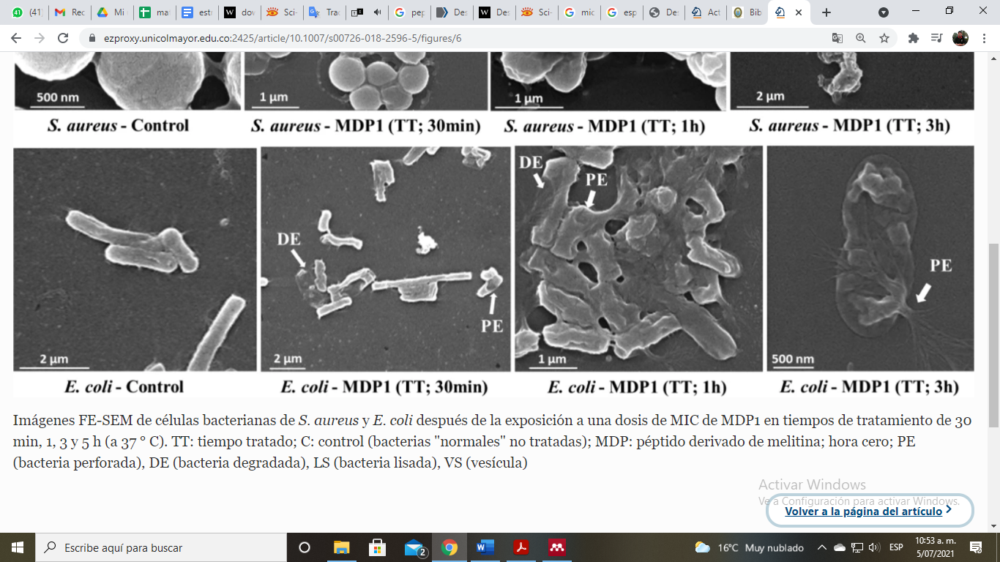 41
(41)
Rec
Mi
mat
est
dov
Sci-
Trac
pep
Des
Des
Sci-
mic
esp
Des
Act
Bib
ezproxy.unicolmayor.edu.co:2425/article/10.1007/s00726-018-2596-5/figures/6
500 nm
1 µm
1 µm
2 µm
S. aureus - Control
S. aureus - MDP1 (TT; 30min)
S. aureus - MDP1 (TT; 1h)
S. aureus - MDP1 (TT; 3h)
DE
PE
DE
PE
PE
2 µm
2 µm
1 µm
500 nm
E. coli - Control
E. coli - MDP1 (TT; 30min)
E. coli - MDP1 (TT; 1h)
E. coli - MDP1 (TT; 3h)
Imágenes FE-SEM de células bacterianas de S. aureus y E. coli después de la exposición a una dosis de MIC de MDP1 en tiempos de tratamiento de 30
min, 1, 3 y 5 h (a 37 ° C). TT: tiempo tratado; C: control (bacterias "normales" no tratadas); MDP: péptido derivado de melitina; hora cero; PE
(bacteria perforada), DE (bacteria degradada), LS (bacteria lisada), VS (vesícula)
Activar Windows
Ve a Configuración para activar Windows.
Volver a la página del artículo
Escribe aquí para buscar
2
16°C Muy nublado
ESP
10:53 a. m.
5/07/2021